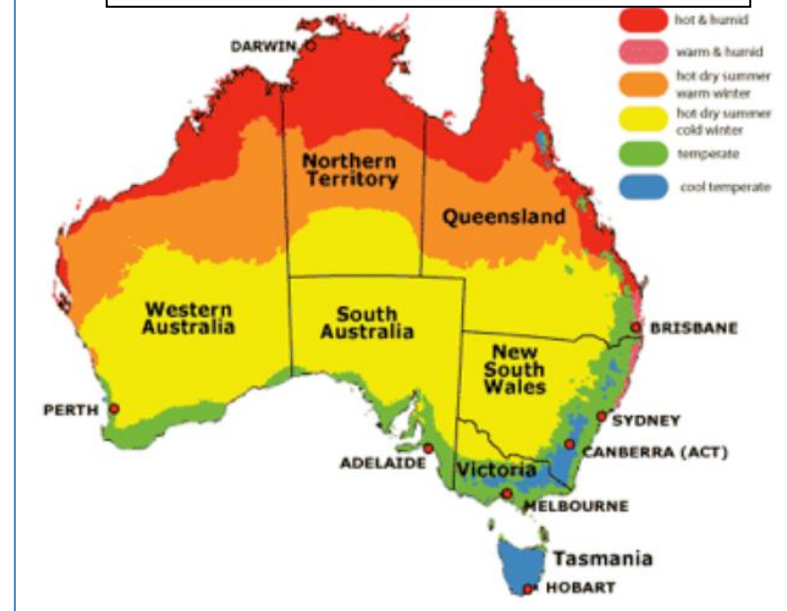 hot & humid
warm & humid
hot dry summer
warm winter
hot dry summer
cold winter
temperate
cool temperate
DARWIN
Northern
Territory
Queensland
Western
Australia
South
Australia
New
South
Wales
BRISBANE
PERTH
SYDNEY
ADELAIDE
CANBERRA (ACT)
Victoria
MELBOURNE
Tasmania
HOBART